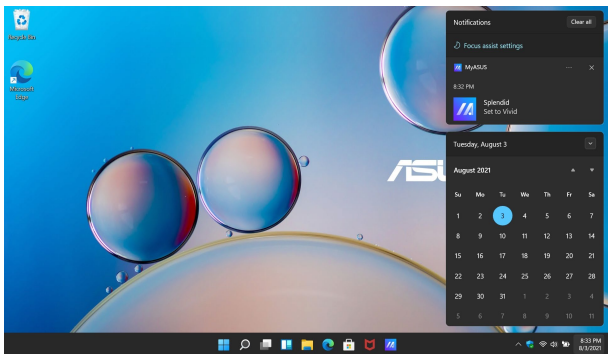 Recycle Bin
Microsoft
Edge
Notifications
Clear all
Focus assist settings
MyASUS
8:32 PM
Splendid
Set to Vivid
Tuesday, August 3
August 2021
Su Mo Tu We Th Fr Sa
1 2 3 4 5 6 7
8 9 10 11 12 13 14
15 16 17 18 19 20 21
22 23 24 25 26 27 28
29 30 31 1 2 3 4
5 6 7 8 9 10 11
8:33 PM
8/3/2021